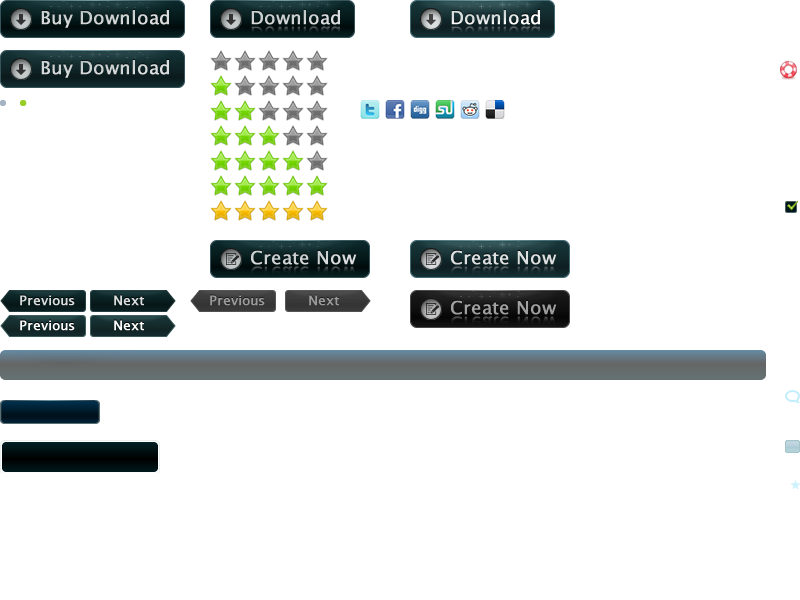 Buy Download
Download
Download
Buy Download
digg
Create Now
Create Now
Previous
Next
Previous
Next
Create Now
Previous
Next